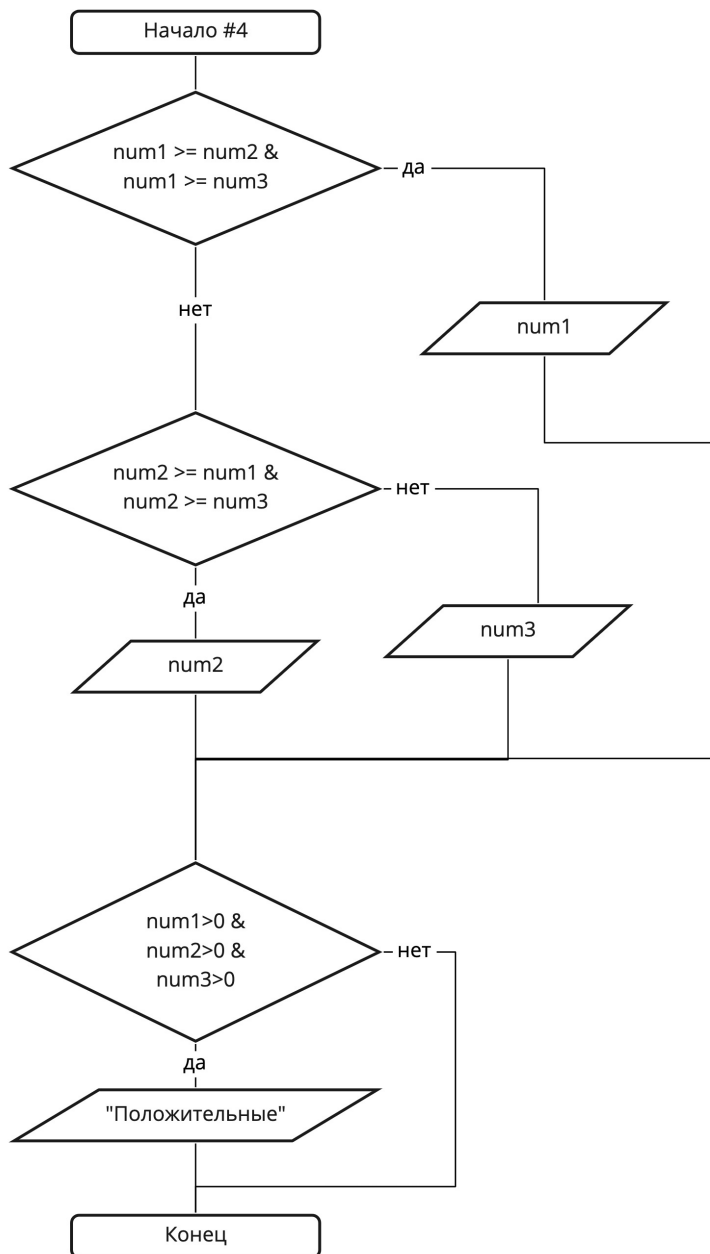 Начало #4
num1 >= num2 &
num1 >= num3
да
нет
num1
num2 >= num1 &
num2 >= num3
нет
да
num3
num2
num1>0 &
num2>0 &
num3>0
нет
да
"Положительные"
Конец